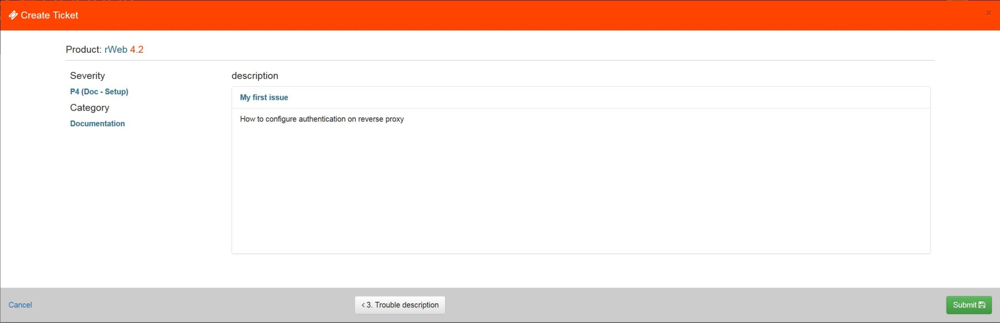 Create Ticket
×
Product: rWeb 4.2
Severity
P4 (Doc - Setup)
Category
Documentation
description
My first issue
How to configure authentication on reverse proxy
Cancel
< 3. Trouble description
Submit